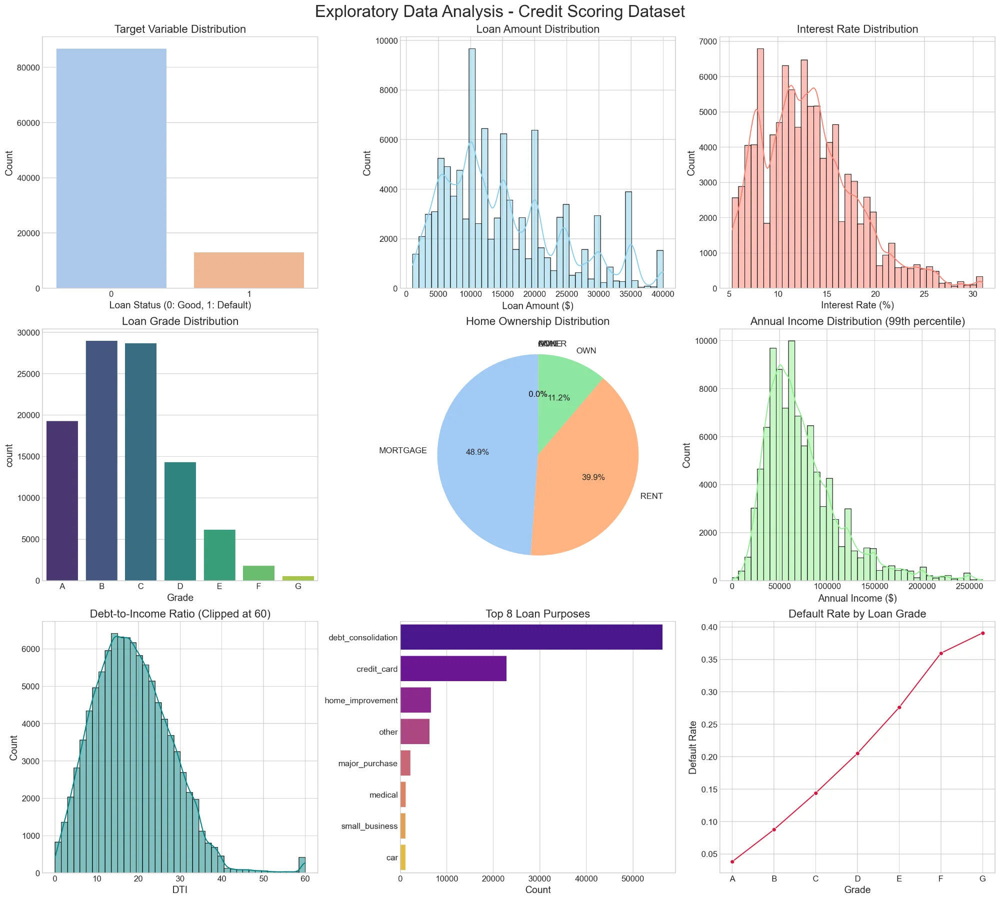 Exploratory Data Analysis - Credit Scoring Dataset
Target Variable Distribution
Count
80000
60000
40000
20000
0
0 1
Loan Status (0: Good, 1: Default)
Loan Amount Distribution
Count
10000
8000
6000
4000
2000
0
0 5000 10000 15000 20000 25000 30000 35000 40000
Loan Amount ($)
Interest Rate Distribution
Count
7000
6000
5000
4000
3000
2000
1000
0
5 10 15 20 25 30
Interest Rate (%)
Loan Grade Distribution
count
30000
25000
20000
15000
10000
5000
0
A B C D E F G
Grade
Home Ownership Distribution
OWN
0.0% 11.2%
MORTGAGE
48.9%
39.9%
RENT
Annual Income Distribution (99th percentile)
Count
10000
8000
6000
4000
2000
0
0 50000 100000 150000 200000 250000
Annual Income ($)
Debt-to-Income Ratio (Clipped at 60)
Count
6000
5000
4000
3000
2000
1000
0
0 10 20 30 40 50 60
DTI
Top 8 Loan Purposes
debt_consolidation
credit_card
home_improvement
other
major_purchase
medical
small_business
car
0 10000 20000 30000 40000 50000
Count
Default Rate by Loan Grade
Default Rate
0.40
0.35
0.30
0.25
0.20
0.15
0.10
0.05
A B C D E F G
Grade